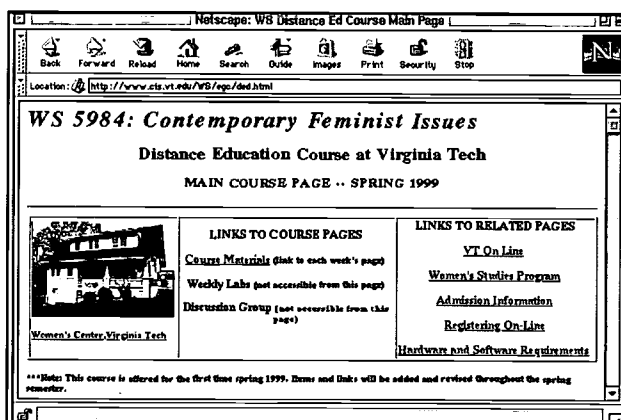 Netscape: WS Distance Ed Course Main Page
Back Forward Reload Home Search Guide Images Print Security Stop
N
Location: http://www.cis.vt.edu/WS/ego/ded.html
WS 5984: Contemporary Feminist Issues
Distance Education Course at Virginia Tech
MAIN COURSE PAGE -- SPRING 1999
Women's Center, Virginia Tech
LINKS TO COURSE PAGES
Course Materials (link to each week's page)
Weekly Labs (not accessible from this page)
Discussion Group (not accessible from this
page)
LINKS TO RELATED PAGES
VT On Line
Women's Studies Program
Admission Information
Registering On-Line
Hardware and Software Requirements
***Note: This course is offered for the first time spring 1999. Items and links will be added and revised throughout the spring
semester.